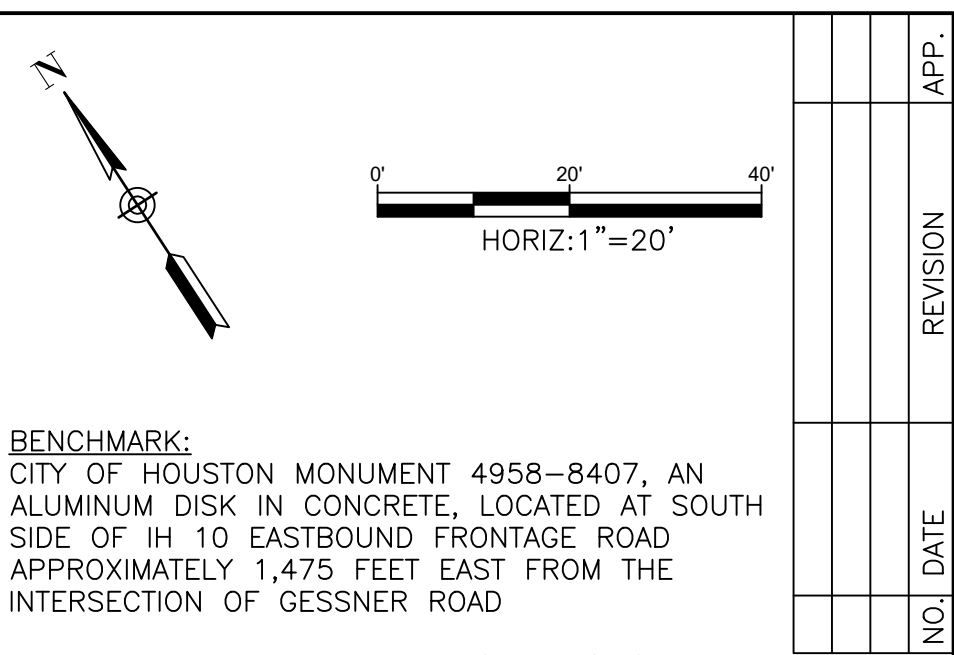 N
0' 20' 40'
HORIZ:1"=20'
BENCHMARK:
CITY OF HOUSTON MONUMENT 4958-8407, AN
ALUMINUM DISK IN CONCRETE, LOCATED AT SOUTH
SIDE OF IH 10 EASTBOUND FRONTAGE ROAD
APPROXIMATELY 1,475 FEET EAST FROM THE
INTERSECTION OF GESSNER ROAD
NO. DATE REVISION APP.